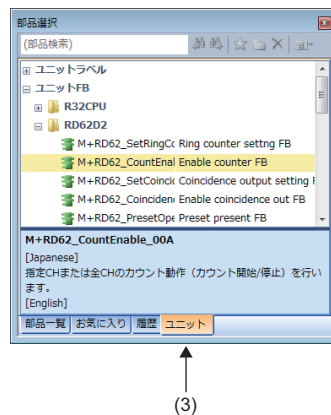 部品選択
(部品検索)
ユニットラベル
ユニットFB
R32CPU
RD62D2
M+RD62_SetRingCo Ring counter settng FB
M+RD62_CountEnal Enable counter FB
M+RD62_SetCoincid Coincidence output setting F
M+RD62_Coinciden Enable coincidence out FB
M+RD62_PresetOpe Preset present FB
M+RD62_CountEnable_00A
[Japanese]
指定CHまたは全CHのカウント動作（カウント開始/停止）を行い
ます。
[English]
部品一覧 お気に入り 履歴 ユニット
(3)